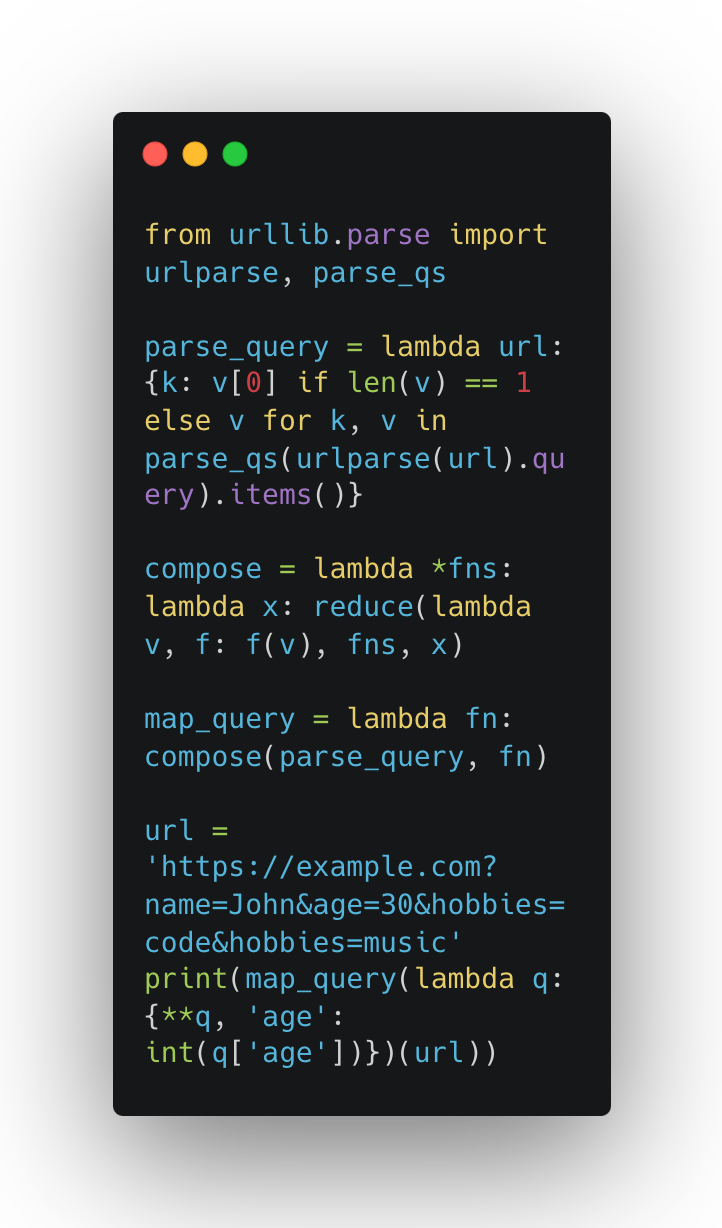 from urllib.parse import
urlparse, parse_qs
parse_query = lambda url:
{k: v[0] if len(v) == 1
else v for k, v in
parse_qs(urlparse(url).qu
ery).items()}
compose = lambda *fns:
lambda x: reduce(lambda
v, f: f(v), fns, x)
map_query = lambda fn:
compose(parse_query, fn)
url =
'https://example.com?
name=John&age=30&hobbies=
code&hobbies=music'
print(map_query(lambda q:
{**q, 'age':
int(q['age'])})(url))